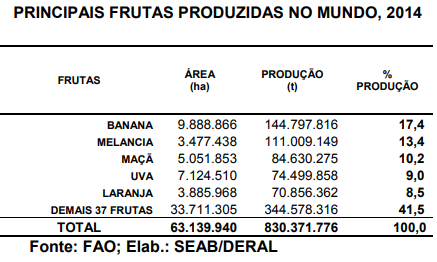 PRINCIPAIS FRUTAS PRODUZIDAS NO MUNDO, 2014
FRUTAS ÁREA (ha) PRODUÇÃO (t) % PRODUÇÃO
BANANA 9.888.866 144.797.816 17,4
MELANCIA 3.477.438 111.009.149 13,4
MAÇÃ 5.051.853 84.630.275 10,2
UVA 7.124.510 74.499.858 9,0
LARANJA 3.885.968 70.856.362 8,5
DEMAIS 37 FRUTAS 33.711.305 344.578.316 41,5
TOTAL 63.139.940 830.371.776 100,0
Fonte: FAO; Elab.: SEAB/DERAL